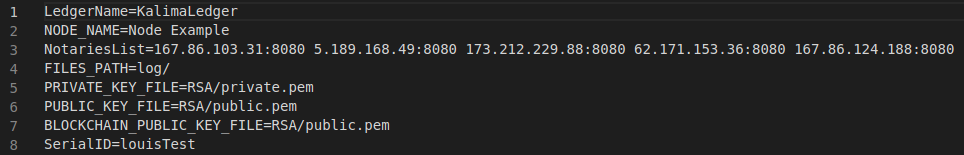 1 LedgerName=KalimaLedger
2 NODE_NAME=Node Example
3 NotariesList=167.86.103.31:8080 5.189.168.49:8080 173.212.229.88:8080 62.171.153.36:8080 167.86.124.188:8080
4 FILES_PATH=log/
5 PRIVATE_KEY_FILE=RSA/private.pem
6 PUBLIC_KEY_FILE=RSA/public.pem
7 BLOCKCHAIN_PUBLIC_KEY_FILE=RSA/public.pem
8 SerialID=louisTest